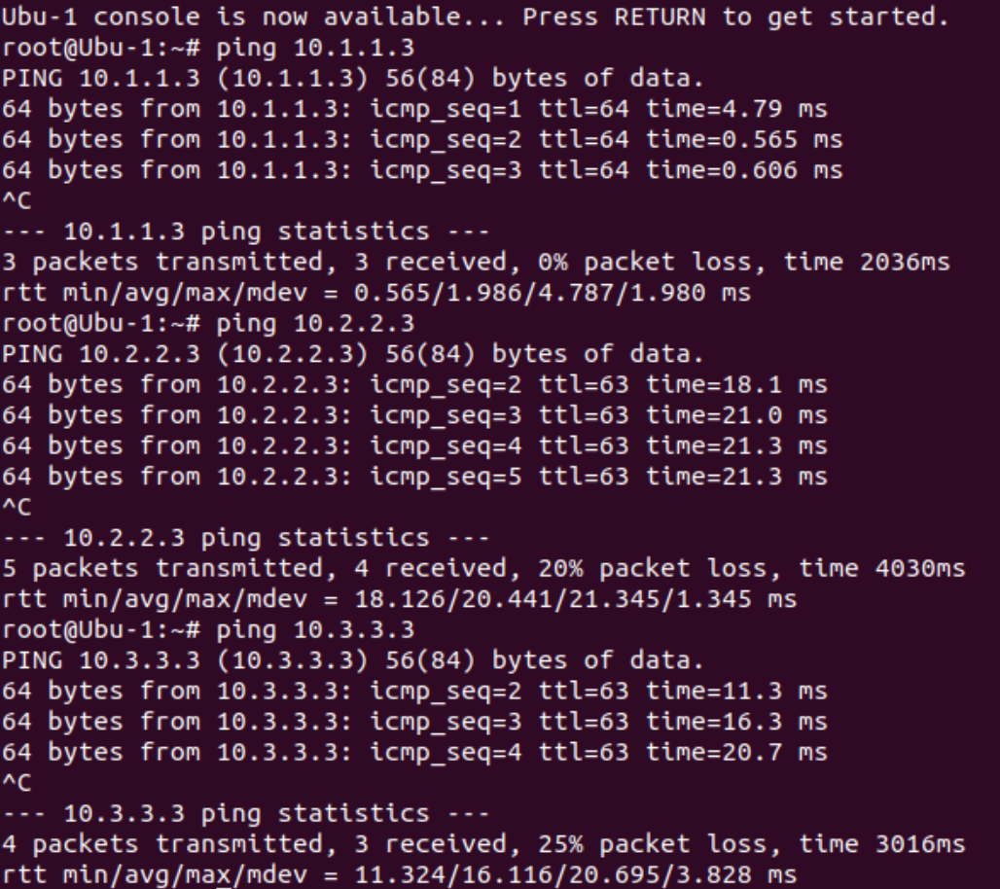 Ubu-1 console is now available... Press RETURN to get started.
root@Ubu-1:~# ping 10.1.1.3
PING 10.1.1.3 (10.1.1.3) 56(84) bytes of data.
64 bytes from 10.1.1.3: icmp_seq=1 ttl=64 time=4.79 ms
64 bytes from 10.1.1.3: icmp_seq=2 ttl=64 time=0.565 ms
64 bytes from 10.1.1.3: icmp_seq=3 ttl=64 time=0.606 ms
^C
--- 10.1.1.3 ping statistics ---
3 packets transmitted, 3 received, 0% packet loss, time 2036ms
rtt min/avg/max/mdev = 0.565/1.986/4.787/1.980 ms
root@Ubu-1:~# ping 10.2.2.3
PING 10.2.2.3 (10.2.2.3) 56(84) bytes of data.
64 bytes from 10.2.2.3: icmp_seq=2 ttl=63 time=18.1 ms
64 bytes from 10.2.2.3: icmp_seq=3 ttl=63 time=21.0 ms
64 bytes from 10.2.2.3: icmp_seq=4 ttl=63 time=21.3 ms
64 bytes from 10.2.2.3: icmp_seq=5 ttl=63 time=21.3 ms
^C
--- 10.2.2.3 ping statistics ---
5 packets transmitted, 4 received, 20% packet loss, time 4030ms
rtt min/avg/max/mdev = 18.126/20.441/21.345/1.345 ms
root@Ubu-1:~# ping 10.3.3.3
PING 10.3.3.3 (10.3.3.3) 56(84) bytes of data.
64 bytes from 10.3.3.3: icmp_seq=2 ttl=63 time=11.3 ms
64 bytes from 10.3.3.3: icmp_seq=3 ttl=63 time=16.3 ms
64 bytes from 10.3.3.3: icmp_seq=4 ttl=63 time=20.7 ms
^C
--- 10.3.3.3 ping statistics ---
4 packets transmitted, 3 received, 25% packet loss, time 3016ms
rtt min/avg/max/mdev = 11.324/16.116/20.695/3.828 ms